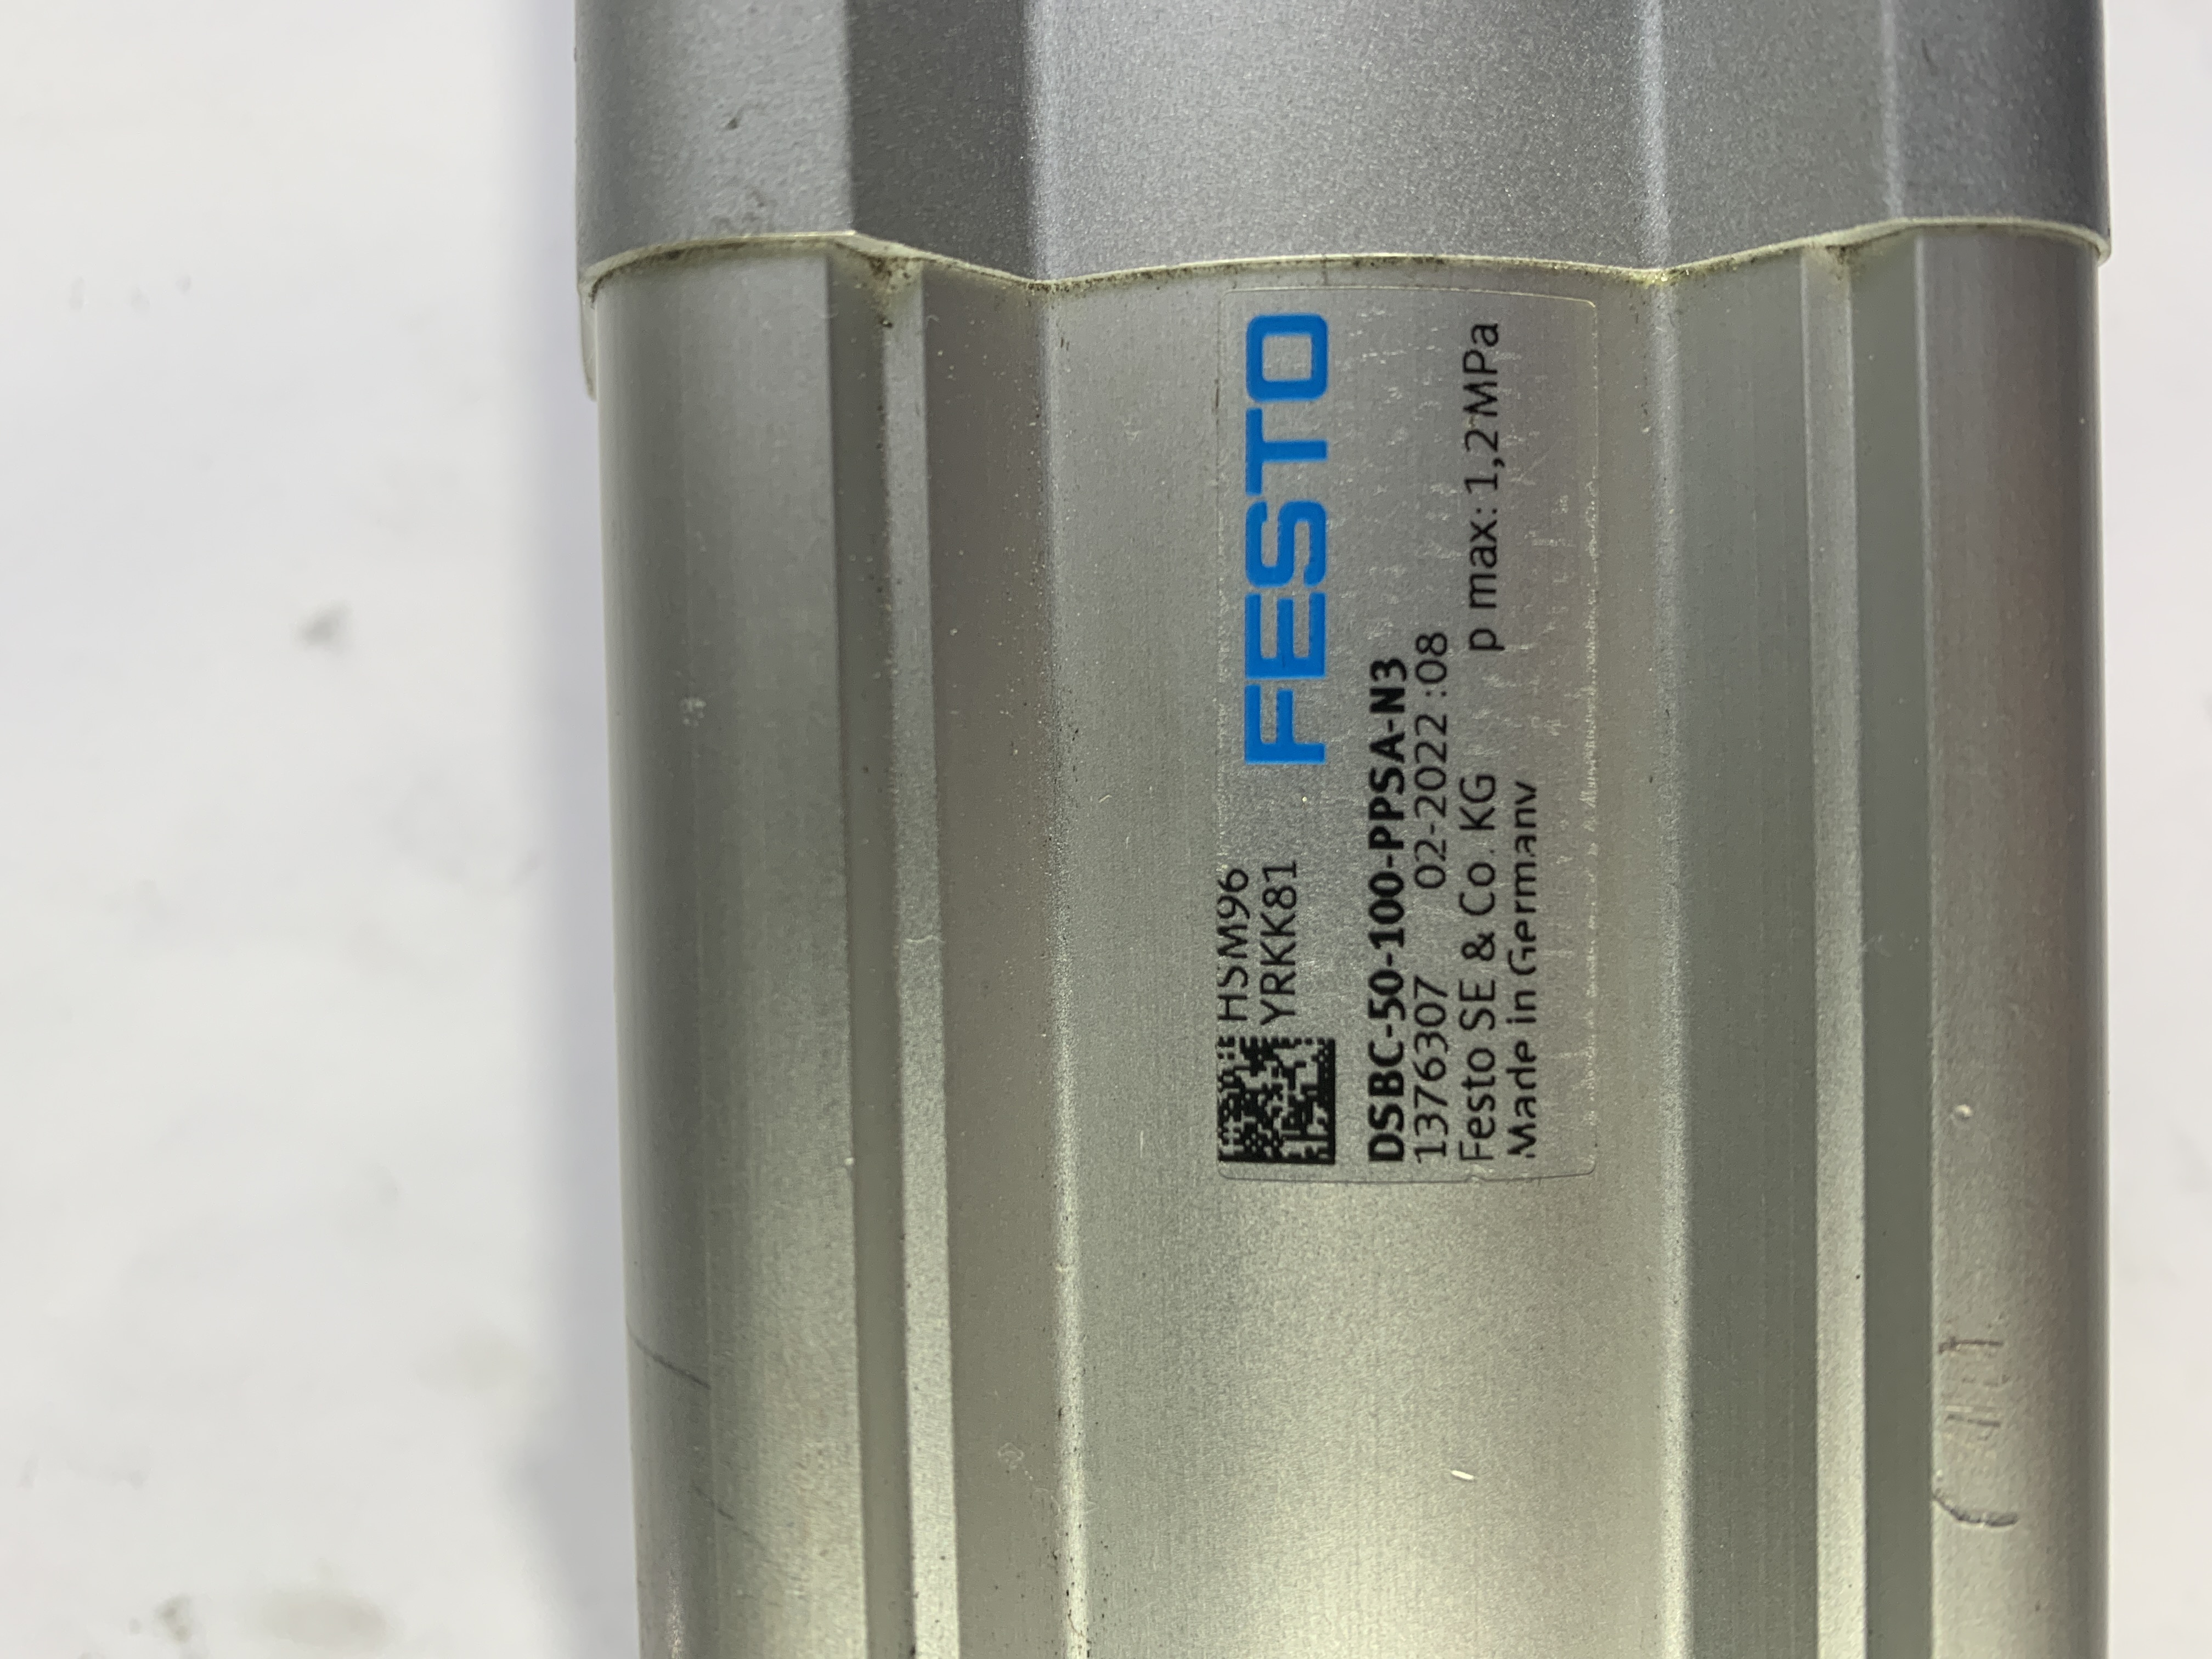 HSM96
YRKK81
FESTO
DSBC-50-100-PPSA-N3
1376307 02-2022 :08
Festo SE & Co. KG p max: 1,2 MPa
Made in Germany